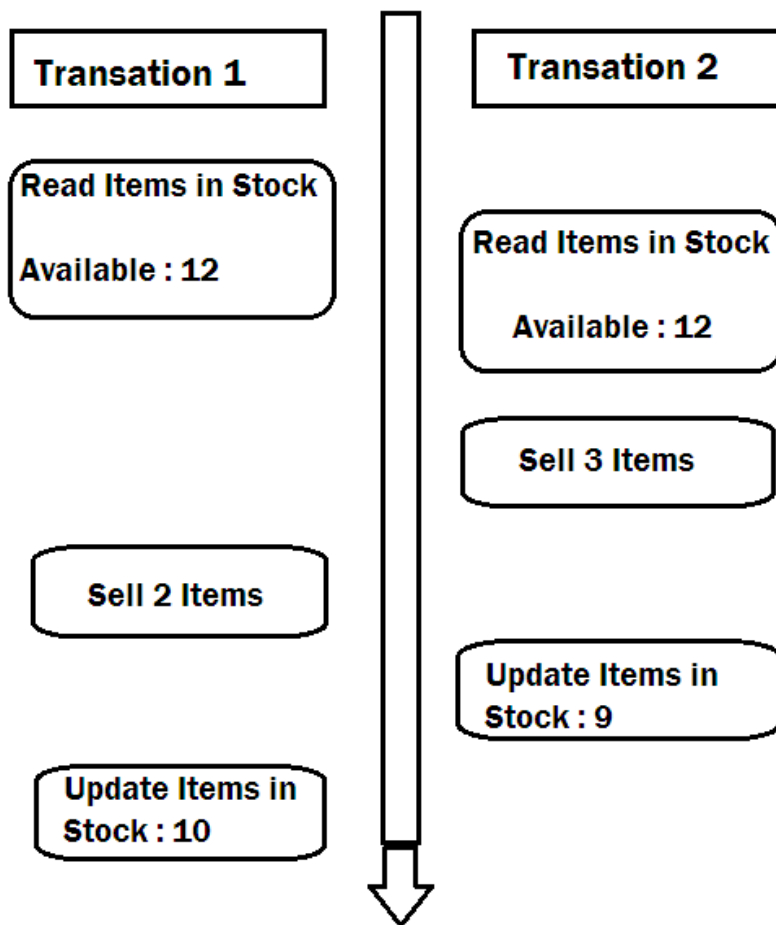 Transation 1
Transation 2
Read Items in Stock
Available : 12
Read Items in Stock
Available : 12
Sell 3 Items
Sell 2 Items
Update Items in
Stock : 9
Update Items in
Stock : 10